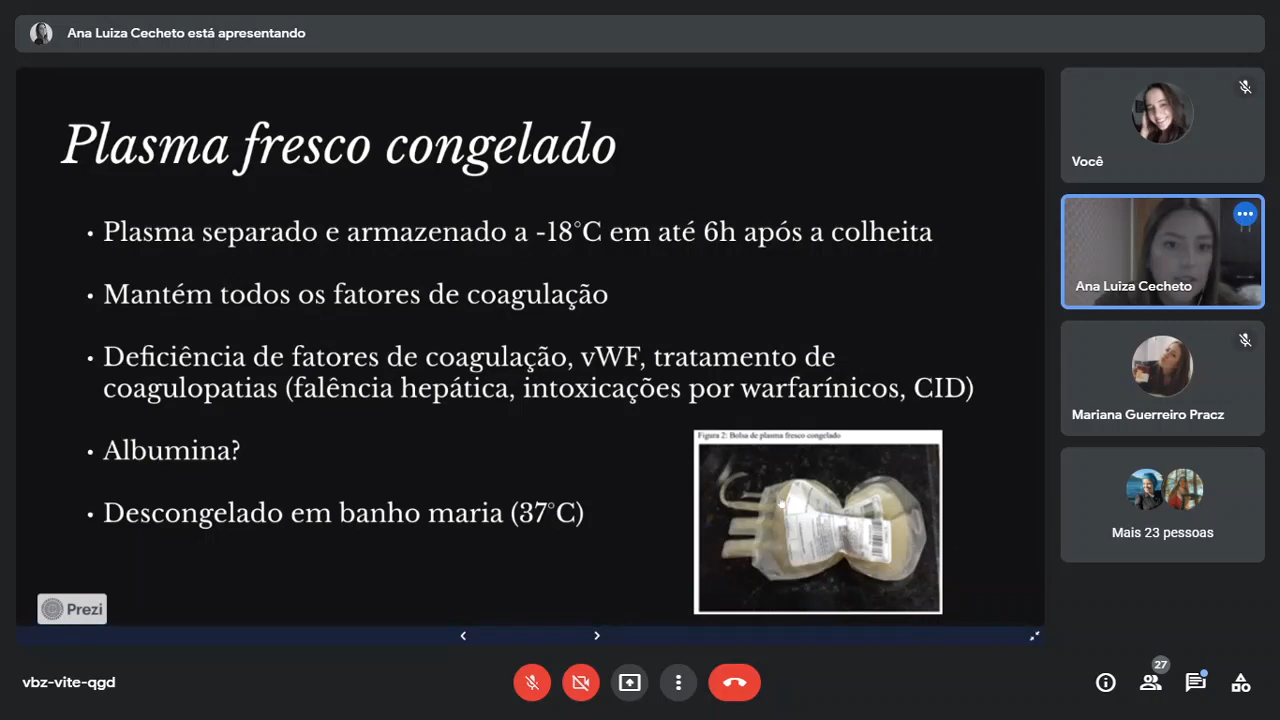 Ana Luiza Cecheto está apresentando
Plasma fresco congelado
• Plasma separado e armazenado a -18°C em até 6h após a colheita
• Mantém todos os fatores de coagulação
• Deficiência de fatores de coagulação, vWF, tratamento de
coagulopatias (falência hepática, intoxicações por warfarínicos, CID)
• Albumina?
• Descongelado em banho maria (37°C)
Figura 2: Bolsa de plasma fresco congelado
Prezi
Você
Ana Luiza Cecheto
Mariana Guerreiro Pracz
Mais 23 pessoas
vbz-vite-qgd
27